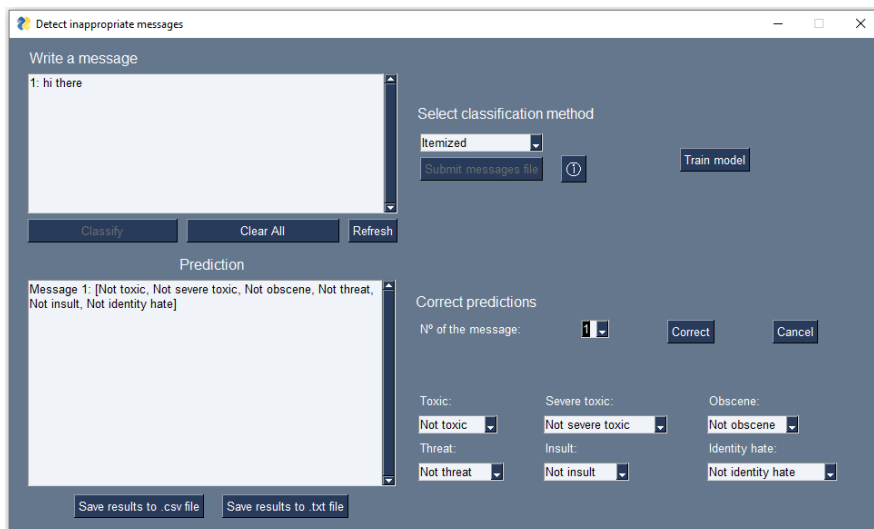 Detect inappropriate messages
Write a message
1: hi there
Select classification method
Itemized
Submit messages file
Train model
Classify
Clear All
Refresh
Prediction
Message 1: [Not toxic, Not severe toxic, Not obscene, Not threat,
Not insult, Not identity hate]
Correct predictions
Nº of the message:
1
Correct
Cancel
Toxic:
Severe toxic:
Obscene:
Not toxic
Not severe toxic
Not obscene
Threat:
Insult:
Identity hate:
Not threat
Not insult
Not identity hate
Save results to .csv file
Save results to .txt file